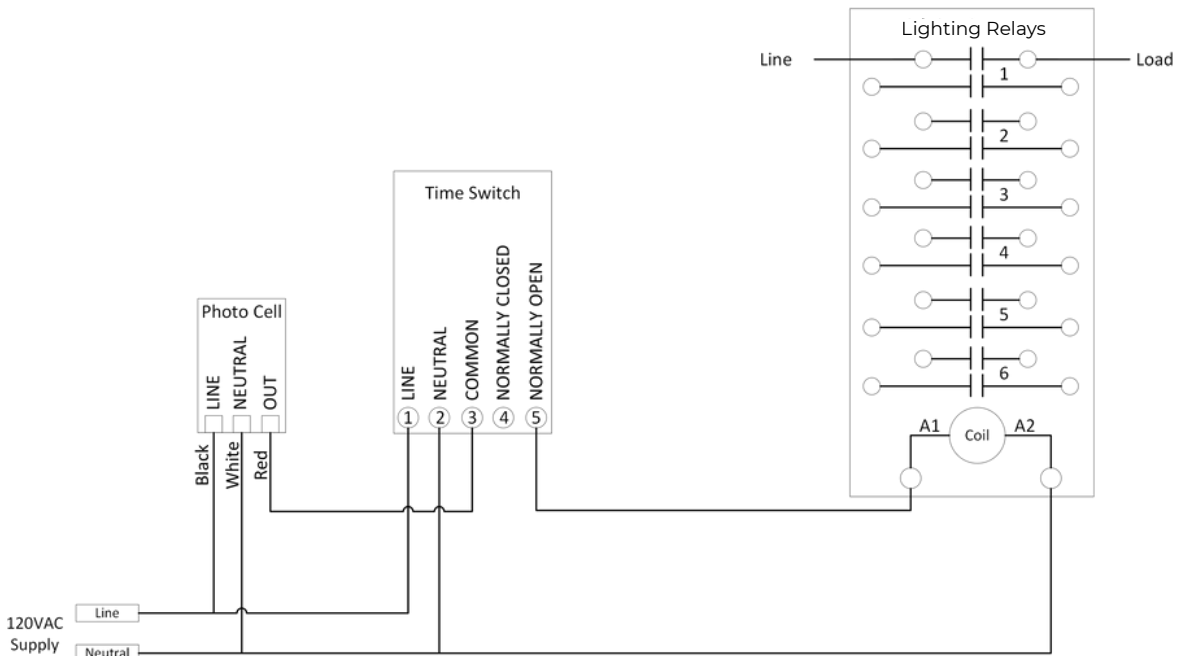 Lighting Relays
Line
Load
1
2
3
4
5
6
A1
Coil
A2
Time Switch
LINE
NEUTRAL
COMMON
NORMALLY CLOSED
NORMALLY OPEN
1
2
3
4
5
Photo Cell
LINE
NEUTRAL
OUT
Black
White
Red
120VAC
Supply
Line
Neutral